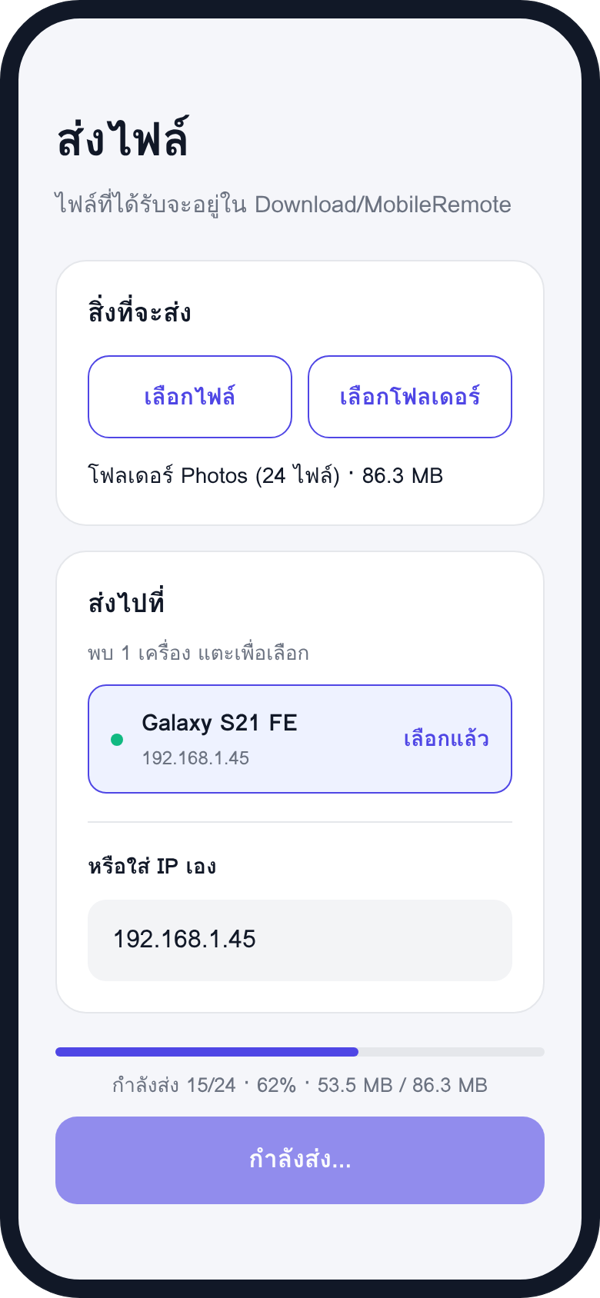 ส่งไฟล์
ไฟล์ที่ได้รับจะอยู่ใน Download/MobileRemote
สิ่งที่จะส่ง
เลือกไฟล์
เลือกโฟลเดอร์
โฟลเดอร์ Photos (24 ไฟล์) · 86.3 MB
ส่งไปที่
พบ 1 เครื่อง แตะเพื่อเลือก
Galaxy S21 FE
เลือกแล้ว
192.168.1.45
หรือใส่ IP เอง
192.168.1.45
กำลังส่ง 15/24 · 62% · 53.5 MB / 86.3 MB
กำลังส่ง...